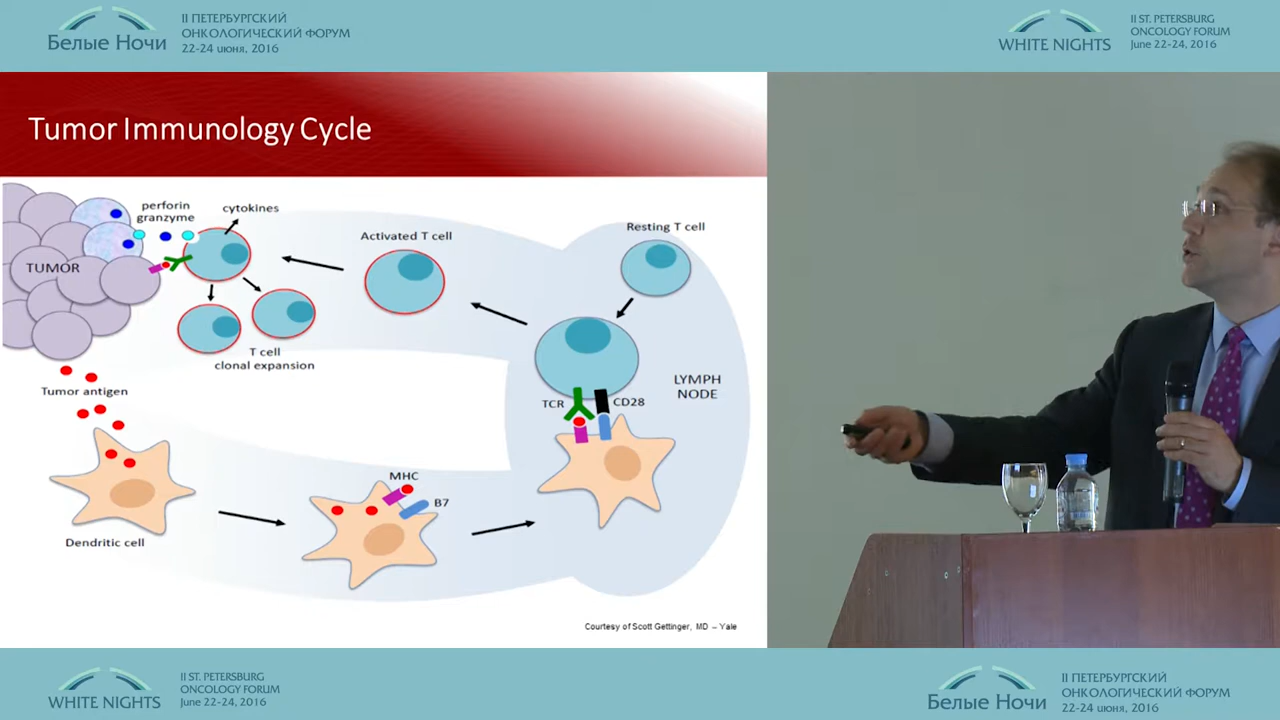 Белые Ночи
II ПЕТЕРБУРГСКИЙ
ОНКОЛОГИЧЕСКИЙ ФОРУМ
22-24 июня, 2016
WHITE NIGHTS
II ST. PETERSBURG
ONCOLOGY FORUM
June 22-24, 2016
Tumor Immunology Cycle
perforin
granzyme
cytokines
Activated T cell
Resting T cell
TUMOR
T cell
clonal expansion
Tumor antigen
TCR
CD28
LYMPH
NODE
MHC
B7
Dendritic cell
Courtesy of Scott Gettinger, MD – Yale
WHITE NIGHTS
II ST. PETERSBURG
ONCOLOGY FORUM
June 22-24, 2016
Белые Ночи
II ПЕТЕРБУРГСКИЙ
ОНКОЛОГИЧЕСКИЙ ФОРУМ
22-24 июня, 2016